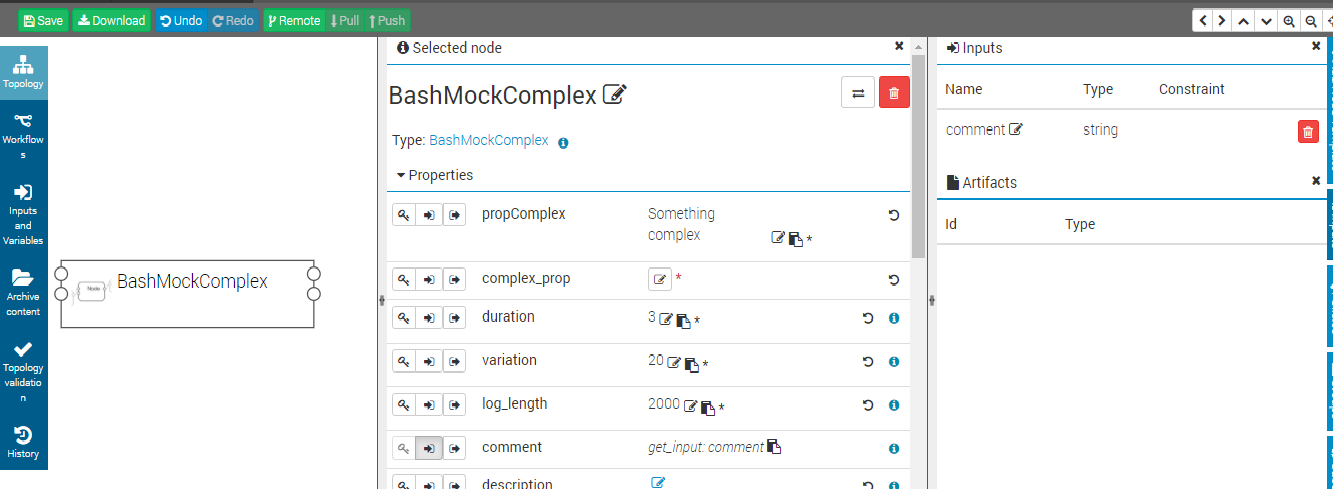 Save Download Undo Redo Remote Pull Push
Topology
Workflow
s
Inputs
and
Variables
Archive
content
Topology
validatio
n
History
Node
BashMockComplex
Selected node
BashMockComplex
Type: BashMockComplex
Properties
propComplex Something
complex *
complex_prop *
duration 3 *
variation 20 *
log_length 2000 *
comment get_input: comment
description
Inputs
Name Type Constraint
comment string
Artifacts
Id Type